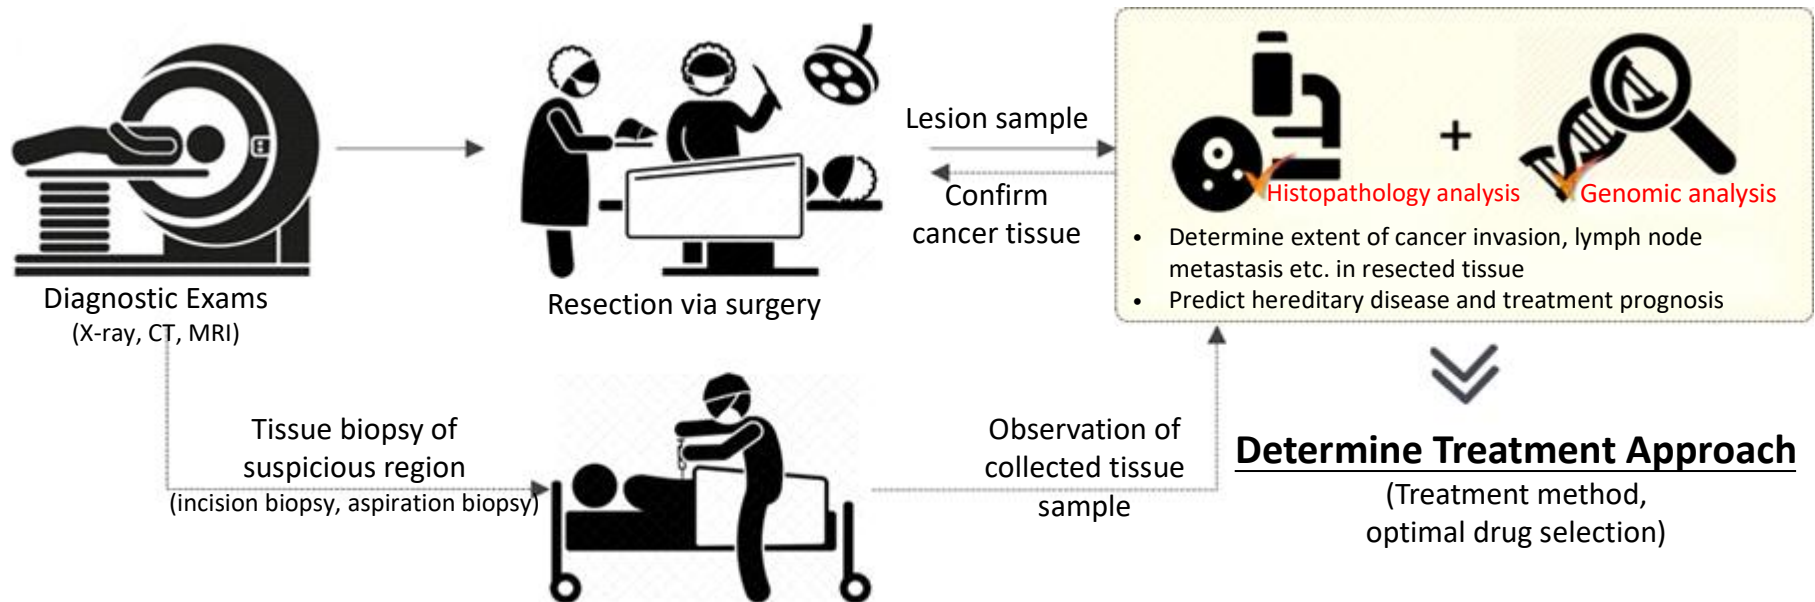 Diagnostic Exams
(X-ray, CT, MRI)
Resection via surgery
Lesion sample
Confirm
cancer tissue
+
Histopathology analysis
Genomic analysis
• Determine extent of cancer invasion, lymph node
metastasis etc. in resected tissue
• Predict hereditary disease and treatment prognosis
Tissue biopsy of
suspicious region
(incision biopsy, aspiration biopsy)
Observation of
collected tissue
sample
Determine Treatment Approach
(Treatment method,
optimal drug selection)